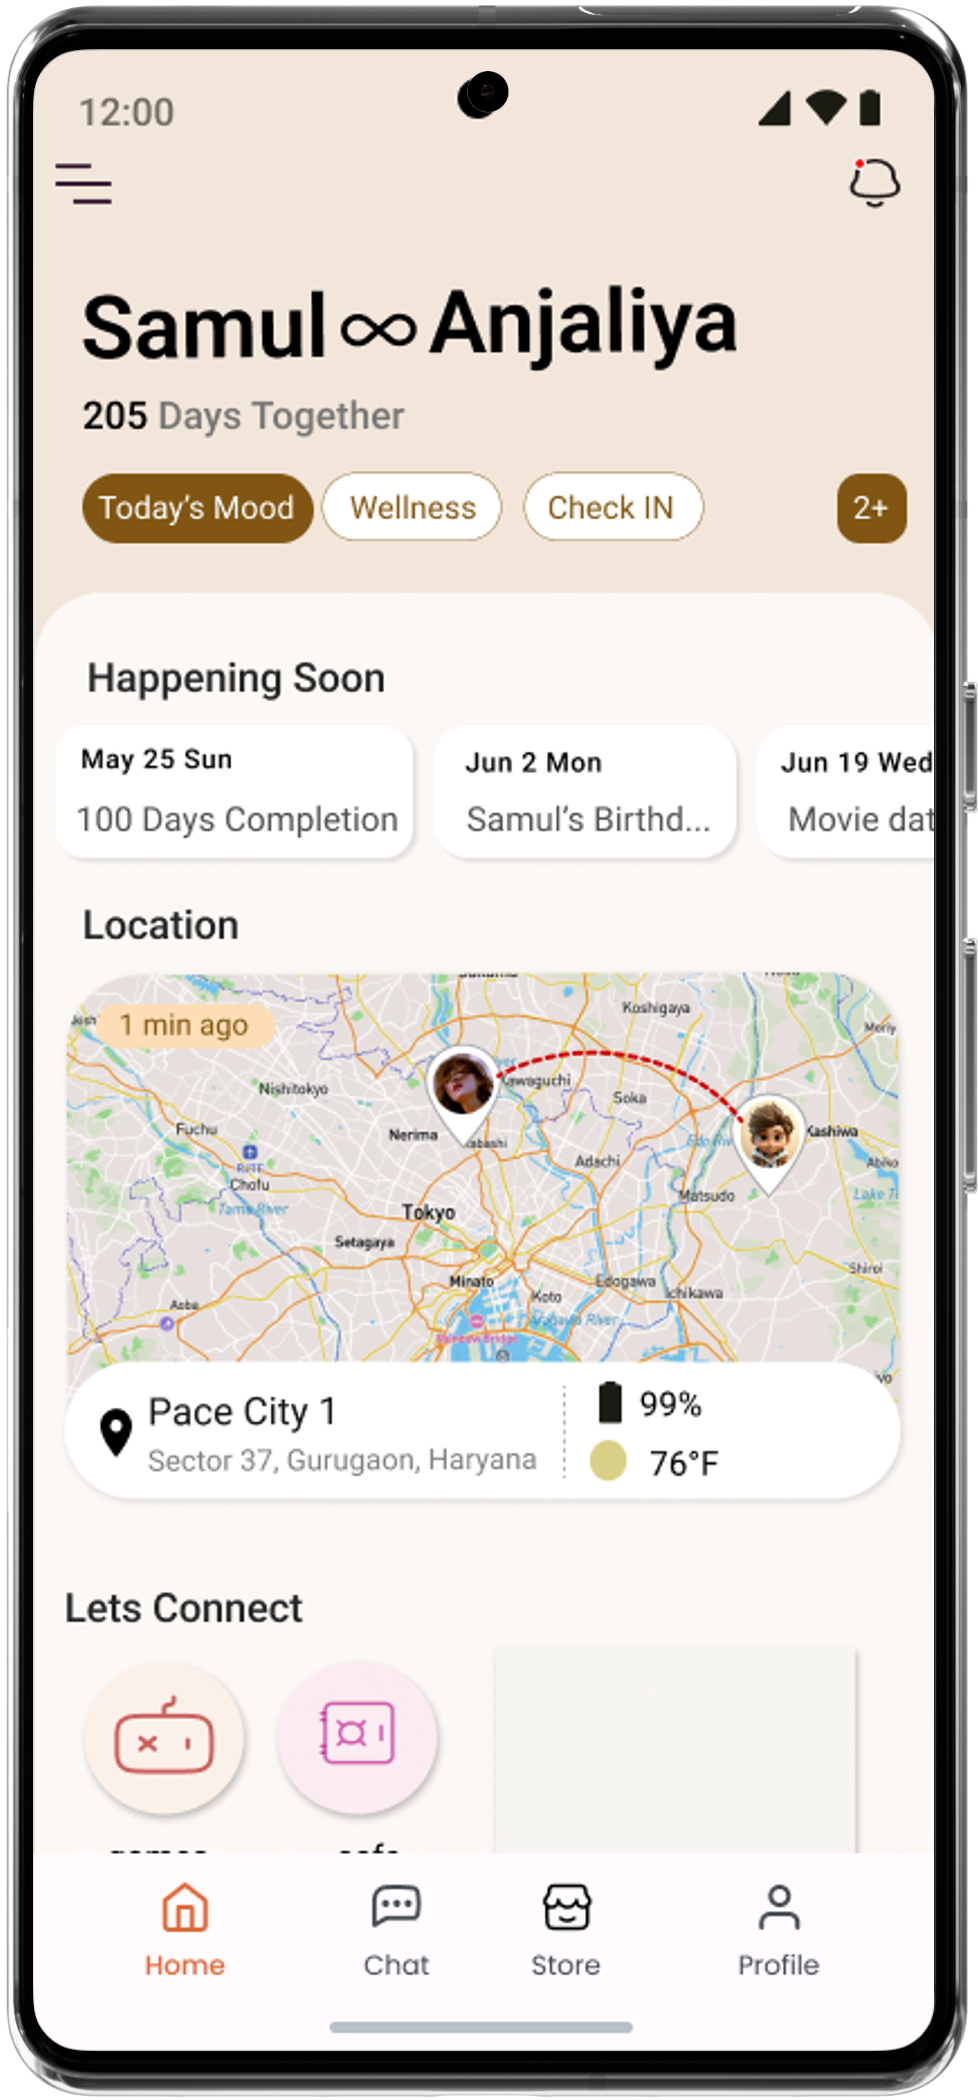 12:00
Samul ∞ Anjaliya
205 Days Together
Today's Mood
Wellness
Check IN
2+
Happening Soon
May 25 Sun
100 Days Completion
Jun 2 Mon
Samul's Birthd...
Jun 19 Wed
Movie dat
Location
1 min ago
Koshigaya
Nishitokyo
Kawaguchi
Soka
Fuchu
Nerima
Kashiwa
Adachi
Abiko
Chofu
Matsudo
Tama River
Tokyo
Setagaya
Shiroi
Minato
Edogawa
Koto
Ichikawa
Rainbow Bridge
Pace City 1
Sector 37, Gurugaon, Haryana
99%
76°F
Lets Connect
Home
Chat
Store
Profile